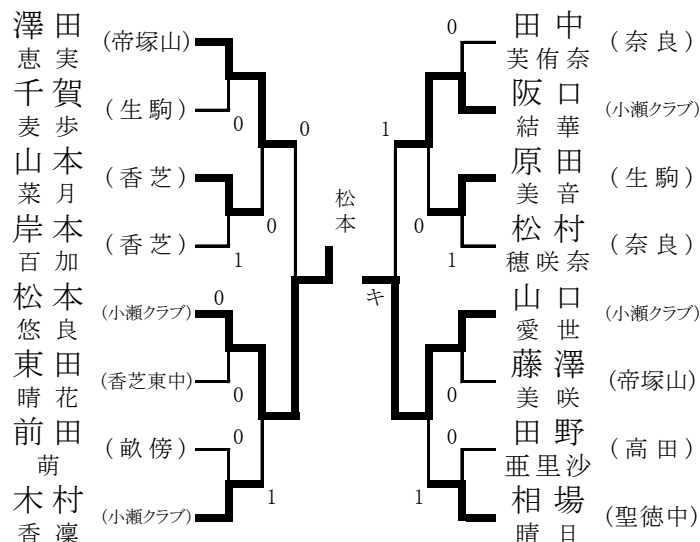 澤田
恵実
(帝塚山)
千賀
麦歩
(生駒)
0
山本
菜月
(香芝)
岸本
百加
(香芝)
1
0
0
松本
悠良
(小瀬クラブ)
0
東田
晴花
(香芝東中)
0
前田
萌
(畝傍)
0
木村
香凜
(小瀬クラブ)
1
松本
キ
田中
芙侑奈
(奈良)
0
阪口
結華
(小瀬クラブ)
1
原田
美音
(生駒)
0
松村
穂咲奈
(奈良)
1
山口
愛世
(小瀬クラブ)
藤澤
美咲
(帝塚山)
0
田野
亜里沙
(高田)
0
相場
晴日
(聖徳中)
1